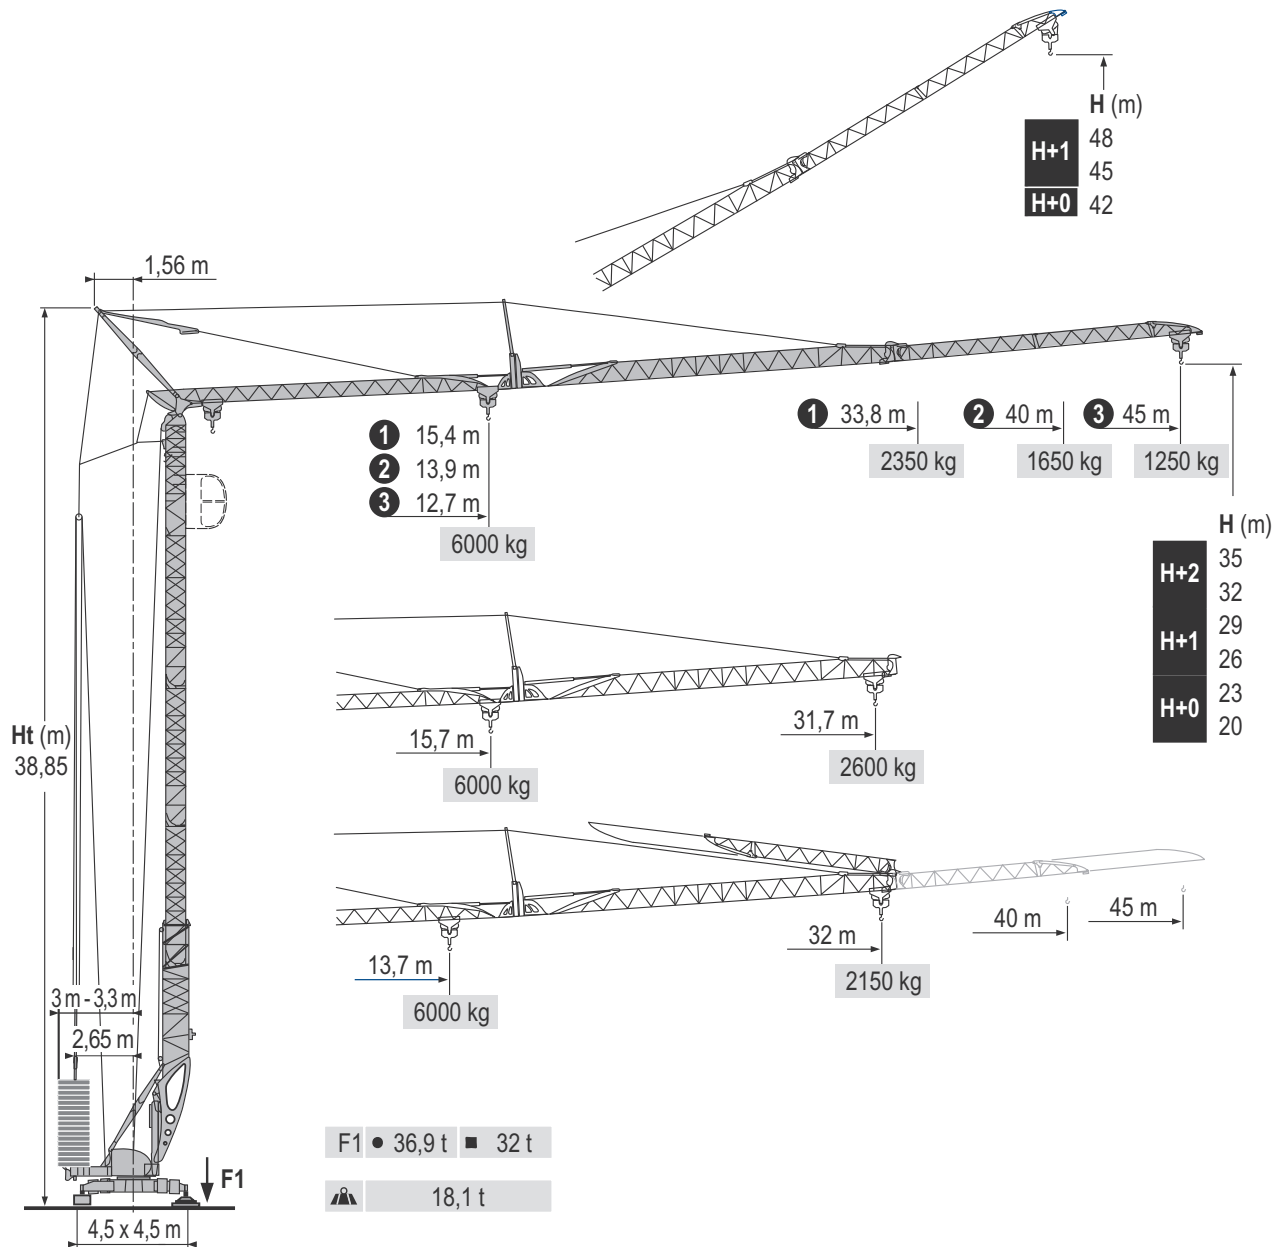 H (m)
H+1
48
45
H+0
42
1,56 m
1 33,8 m
2 40 m
3 45 m
2350 kg
1650 kg
1250 kg
1 15,4 m
2 13,9 m
3 12,7 m
6000 kg
H (m)
H+2
35
32
H+1
29
26
H+0
23
20
Ht (m)
38,85
15,7 m
31,7 m
6000 kg
2600 kg
13,7 m
32 m
40 m
45 m
6000 kg
2150 kg
3 m - 3,3 m
2,65 m
F1
4,5 x 4,5 m
F1 ● 36,9 t ■ 32 t
18,1 t